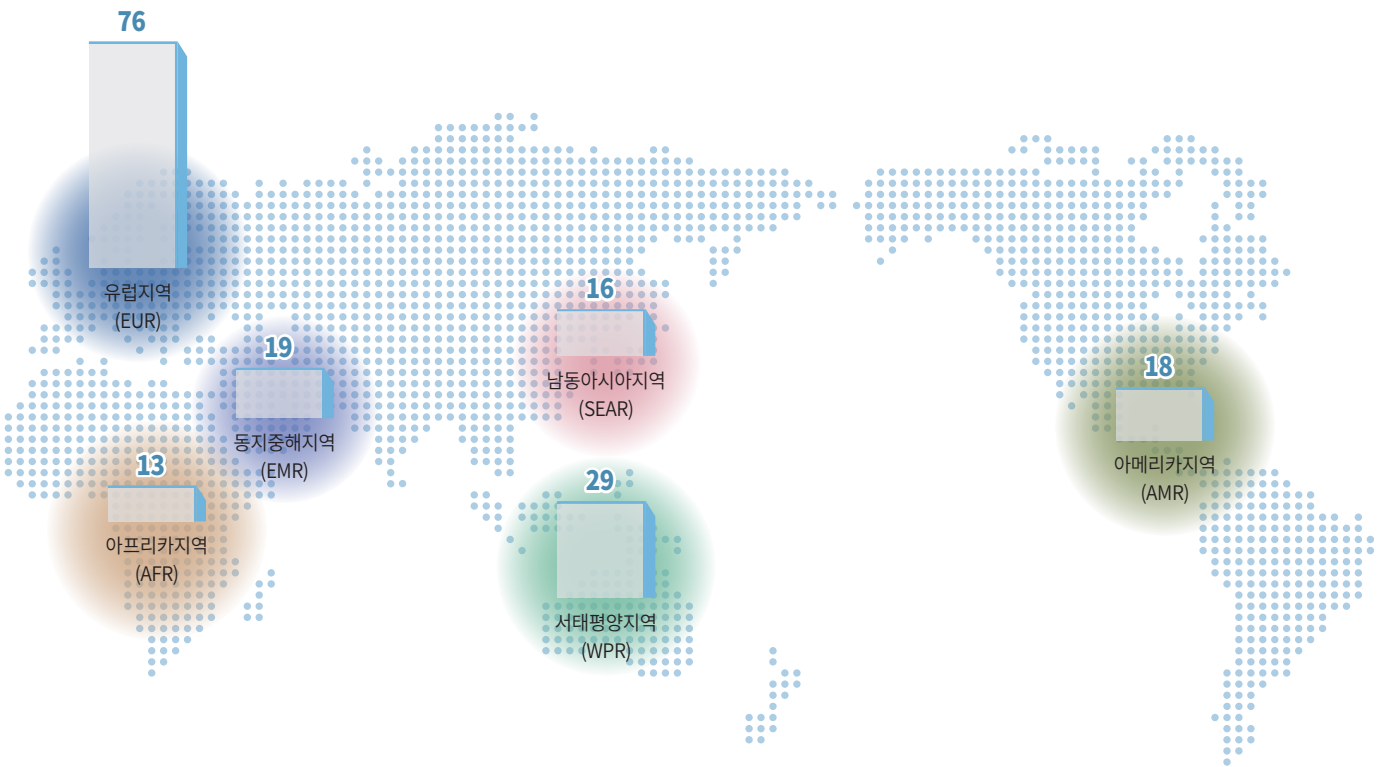 76
유럽지역
(EUR)
19
동지중해지역
(EMR)
13
아프리카지역
(AFR)
16
남동아시아지역
(SEAR)
29
서태평양지역
(WPR)
18
아메리카지역
(AMR)